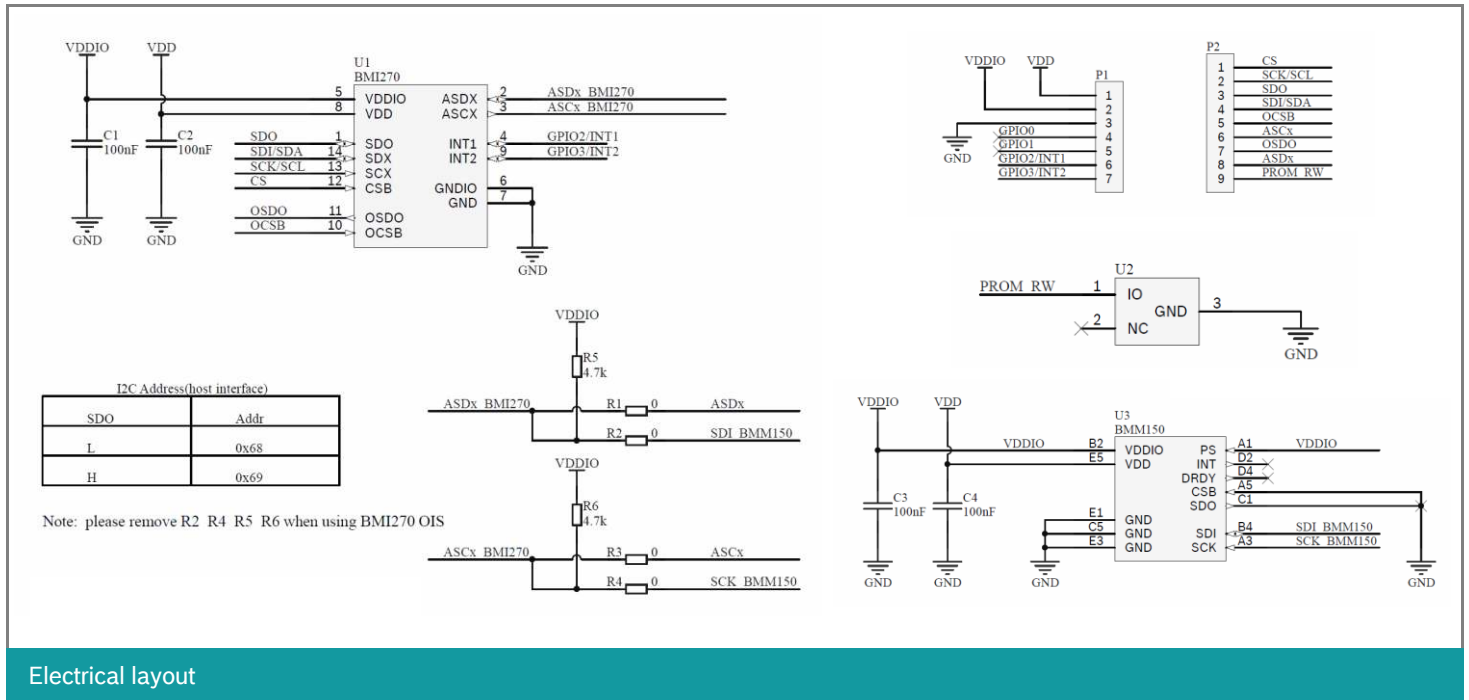 VDDIO VDD
U1
BMI270
5 VDDIO ASDX 2 ASDx_BMI270
8 VDD ASCX 3 ASCx_BMI270
C1
100nF
C2
100nF
SDO 1 SDO INT1 4 GPIO2/INT1
SDI/SDA 14 SDX INT2 9 GPIO3/INT2
SCK/SCL 13 SCX
CS 12 CSB GNDIO 6
GND 7
OSDO 11 OSDO
OCSB 10 OCSB
GND GND
GND
VDDIO VDD
P1
1
2
3
GPIO0 4
GPIO1 5
GPIO2/INT1 6
GPIO3/INT2 7
GND
P2
1 CS
2 SCK/SCL
3 SDO
4 SDI/SDA
5 OCSB
6 ASCx
7 OSDO
8 ASDx
9 PROM_RW
U2
PROM_RW 1 IO
GND 3
2 NC
GND
I2C Address(host interface)
SDO Addr
L 0x68
H 0x69
Note: please remove R2 R4 R5 R6 when using BMI270 OIS
VDDIO
R5
4.7k
ASDx_BMI270 R1 0 ASDx
R2 0 SDI_BMM150
VDDIO
R6
4.7k
ASCx_BMI270 R3 0 ASCx
R4 0 SCK_BMM150
VDDIO VDD
U3
BMM150
VDDIO B2 VDDIO PS A1 VDDIO
E5 VDD INT D2
DRDY D4
CSB A5
SDO C1
C3
100nF
C4
100nF
E1 GND
C5 GND SDI B4 SDI_BMM150
E3 GND SCK A3 SCK_BMM150
GND GND GND GND
Electrical layout